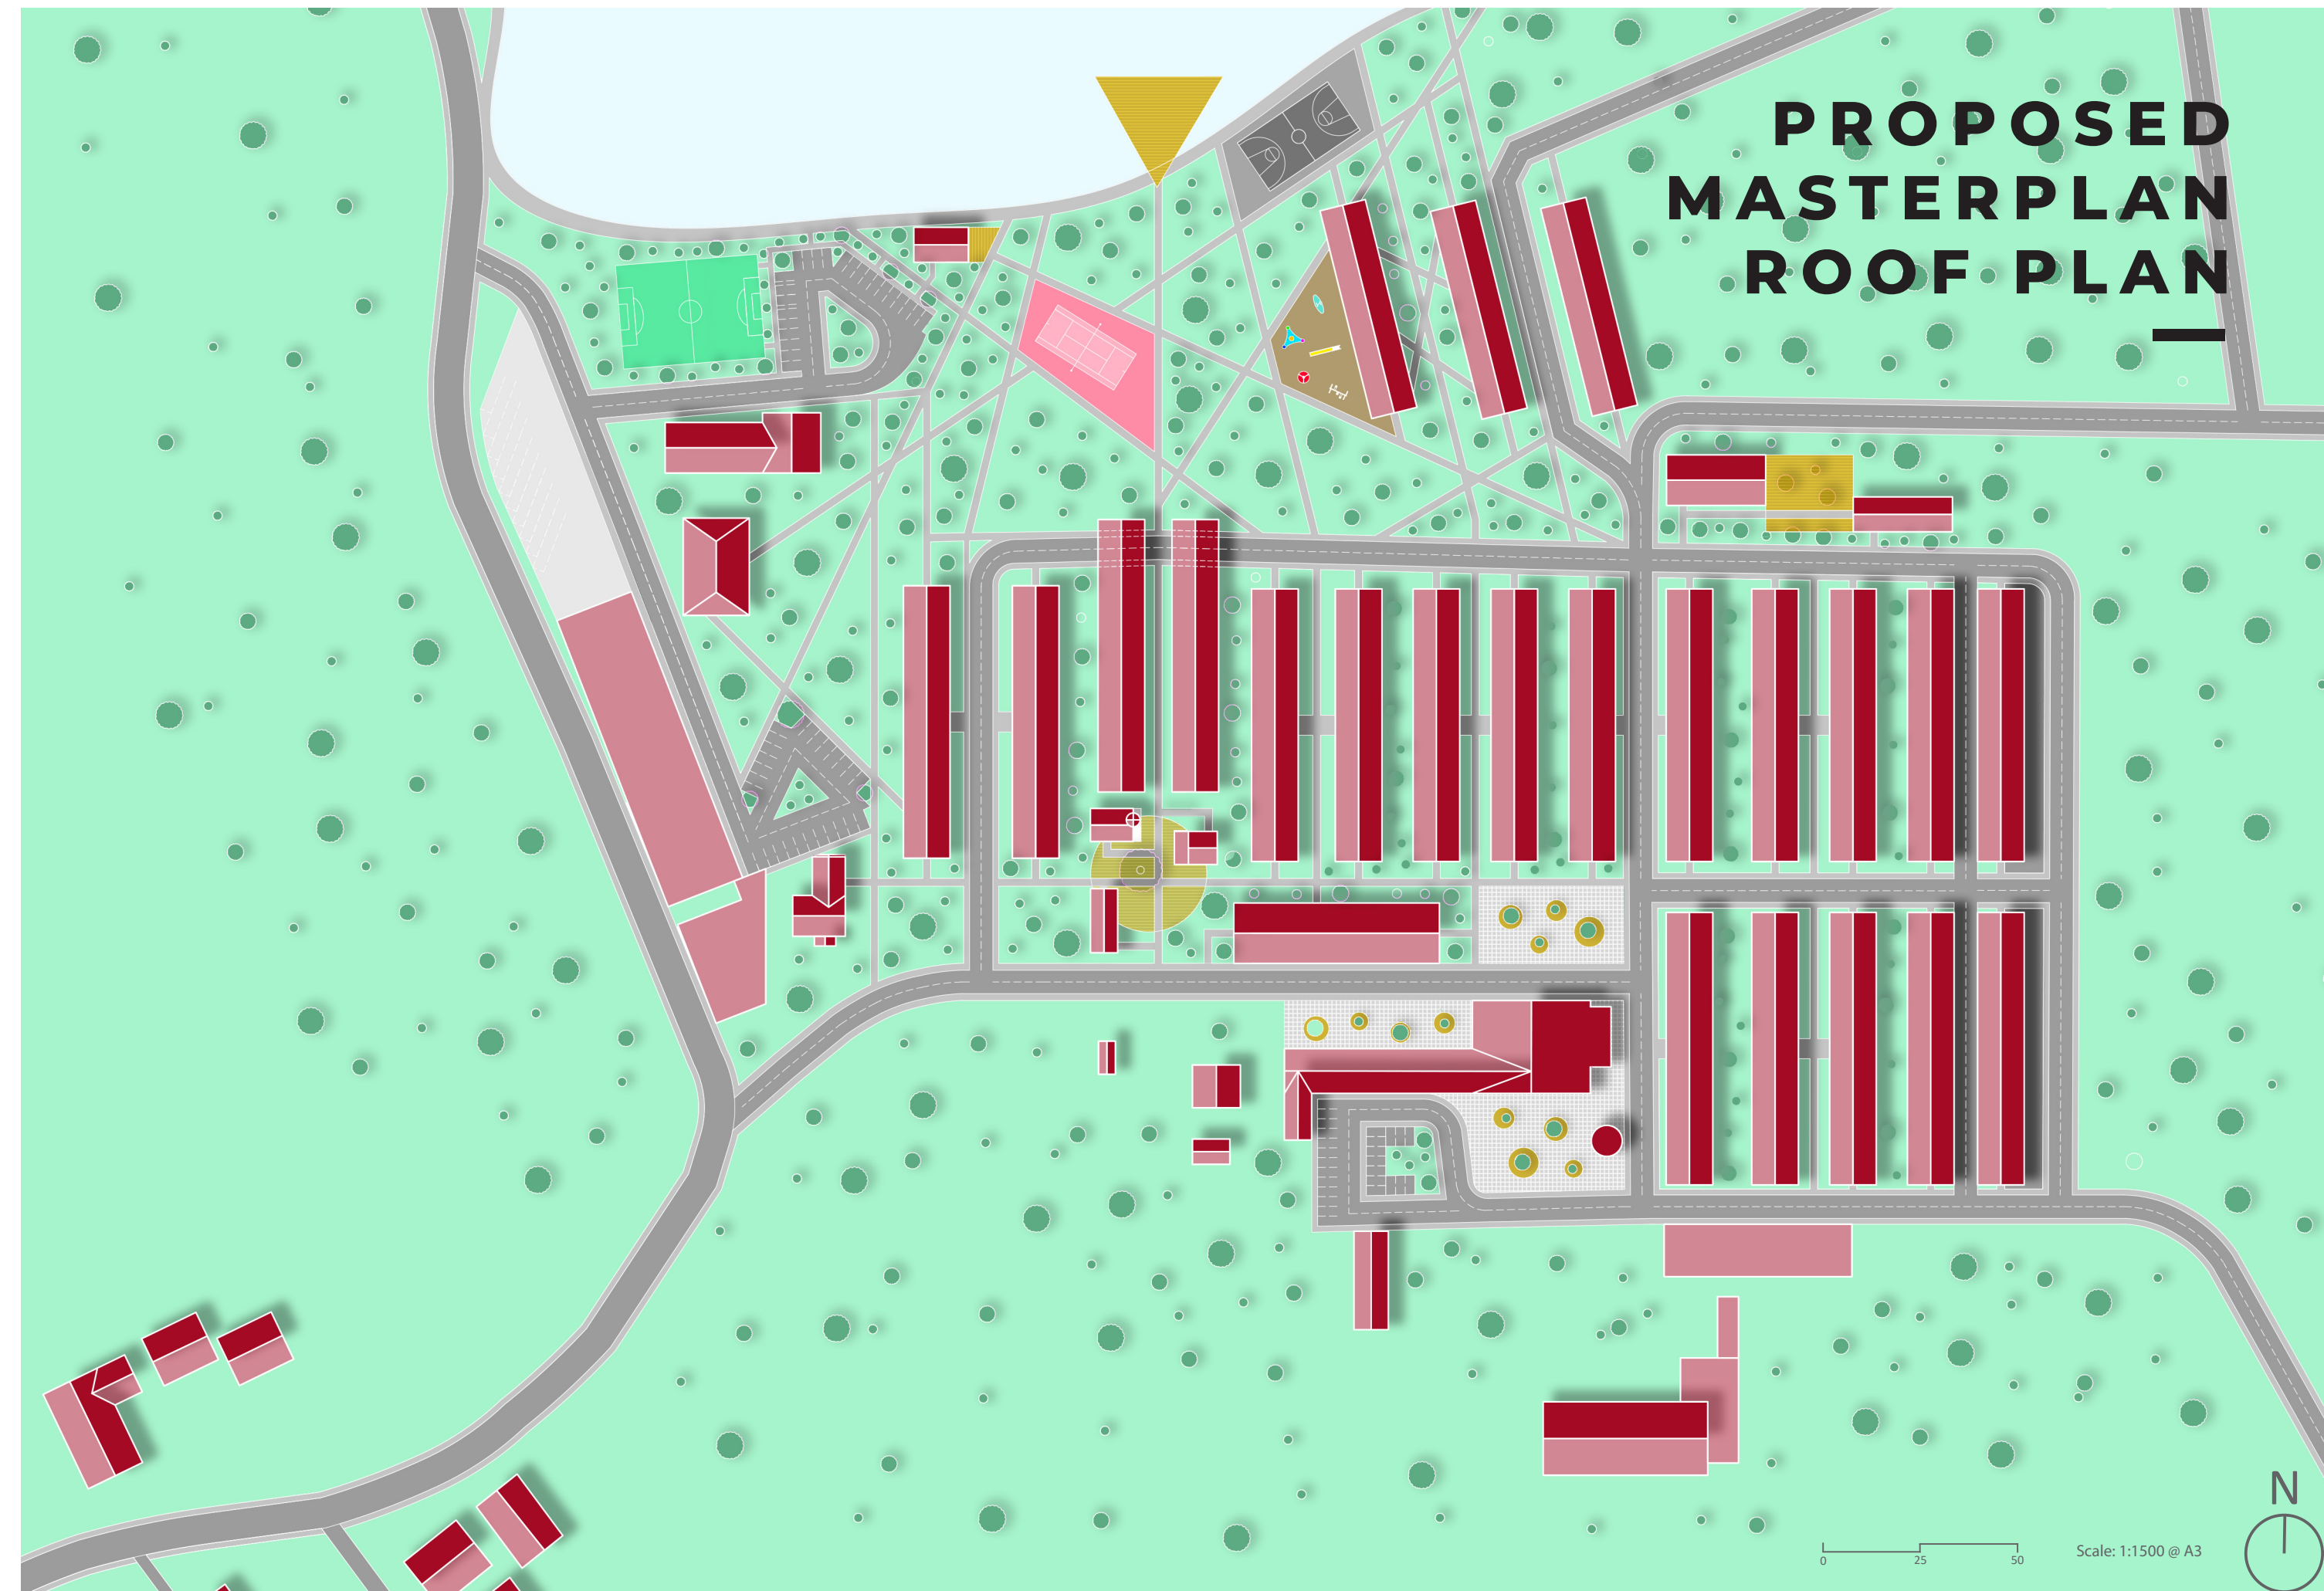 PROPOSED
MASTERPLAN
ROOF PLAN
N
0 25 50
Scale: 1:1500 @ A3